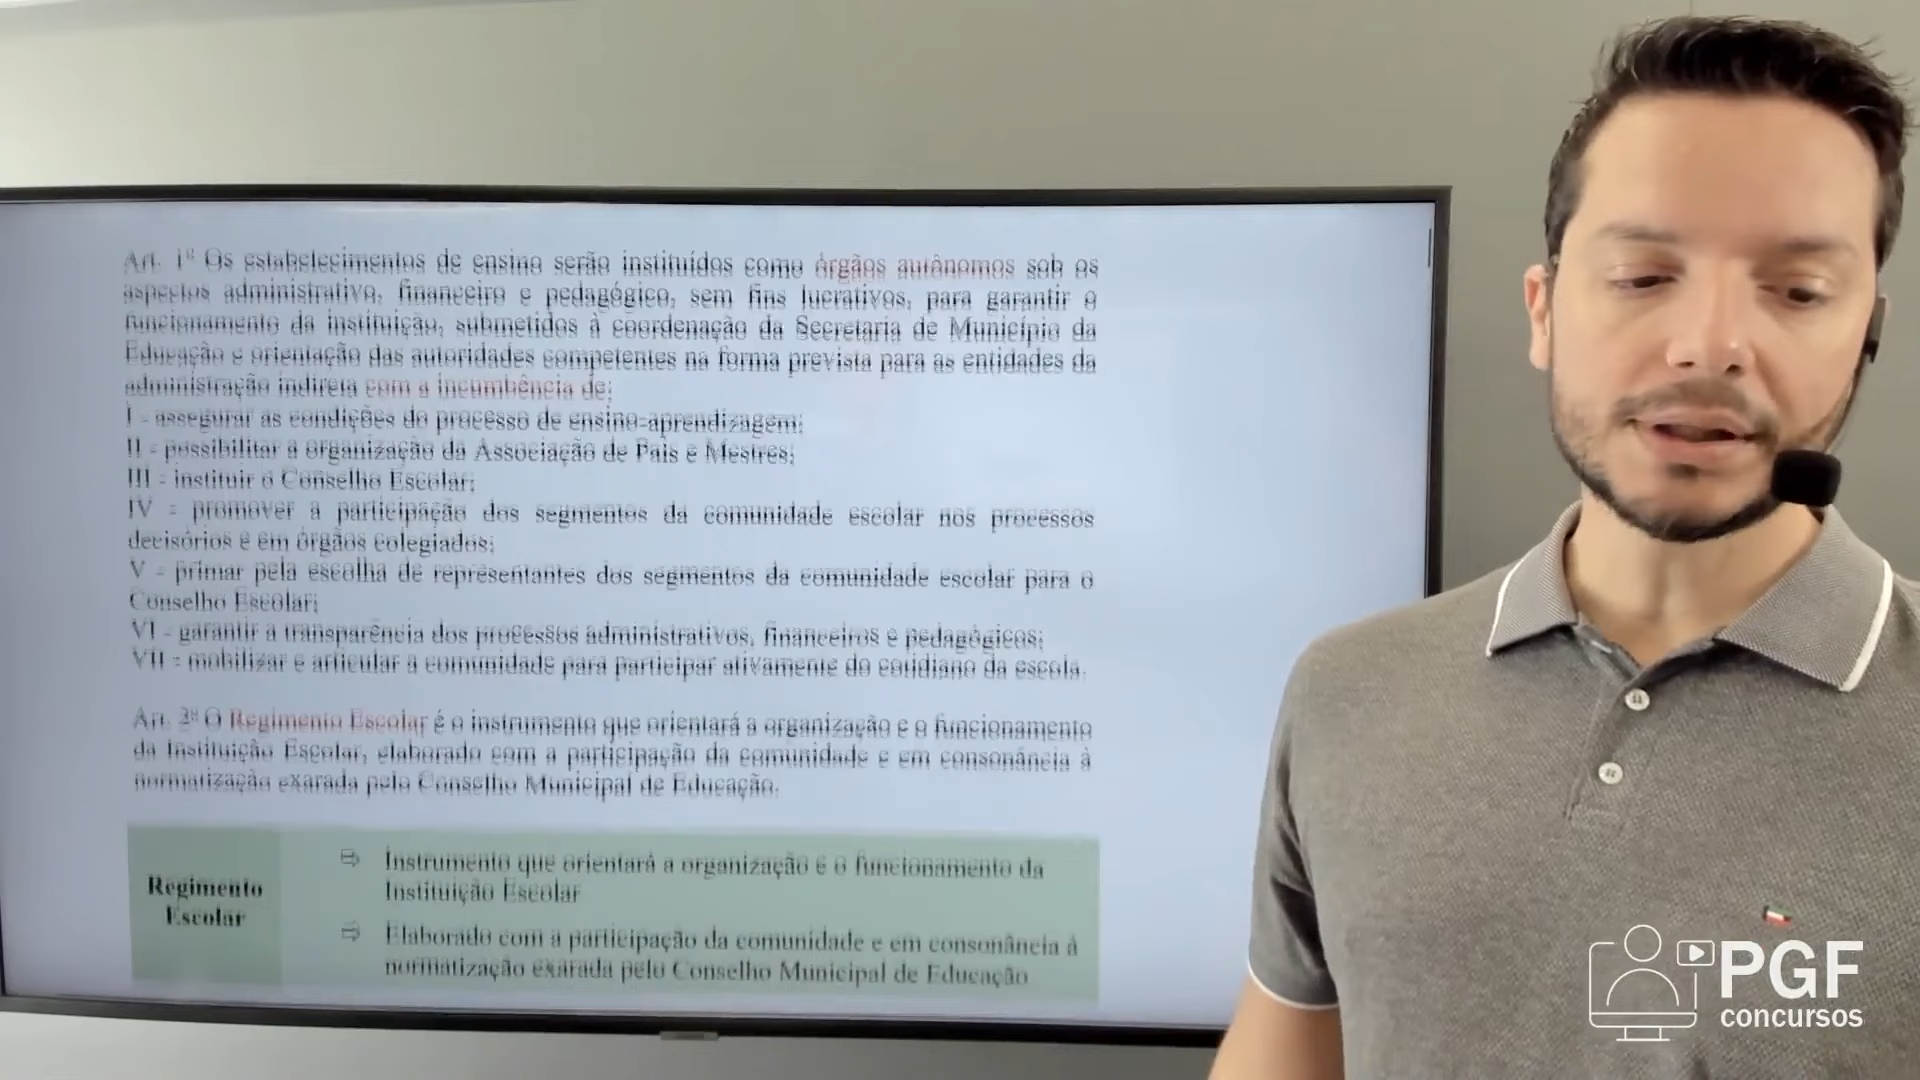 Art. 1º Os estabelecimentos de ensino serão instituídos como órgãos autônomos sob os
aspectos administrativo, financeiro e pedagógico, sem fins lucrativos, para garantir o
funcionamento da instituição, submetidos à coordenação da Secretaria de Município da
Educação e orientação das autoridades competentes na forma prevista para as entidades da
administração indireta com a incumbência de:
I - assegurar as condições do processo de ensino-aprendizagem;
II - possibilitar a organização da Associação de Pais e Mestres;
III - instituir o Conselho Escolar;
IV - promover a participação dos segmentos da comunidade escolar nos processos
decisórios e em órgãos colegiados;
V - primar pela escolha de representantes dos segmentos da comunidade escolar para o
Conselho Escolar;
VI - garantir a transparência dos processos administrativos, financeiros e pedagógicos;
VII - mobilizar e articular a comunidade para participar ativamente do cotidiano da escola.
Art. 2º O Regimento Escolar é o instrumento que orientará a organização e o funcionamento
da Instituição Escolar, elaborado com a participação da comunidade e em consonância à
normatização exarada pelo Conselho Municipal de Educação.
Regimento
Escolar
⇨ Instrumento que orientará a organização e o funcionamento da
Instituição Escolar
⇨ Elaborado com a participação da comunidade e em consonância à
normatização exarada pelo Conselho Municipal de Educação
PGF
concursos